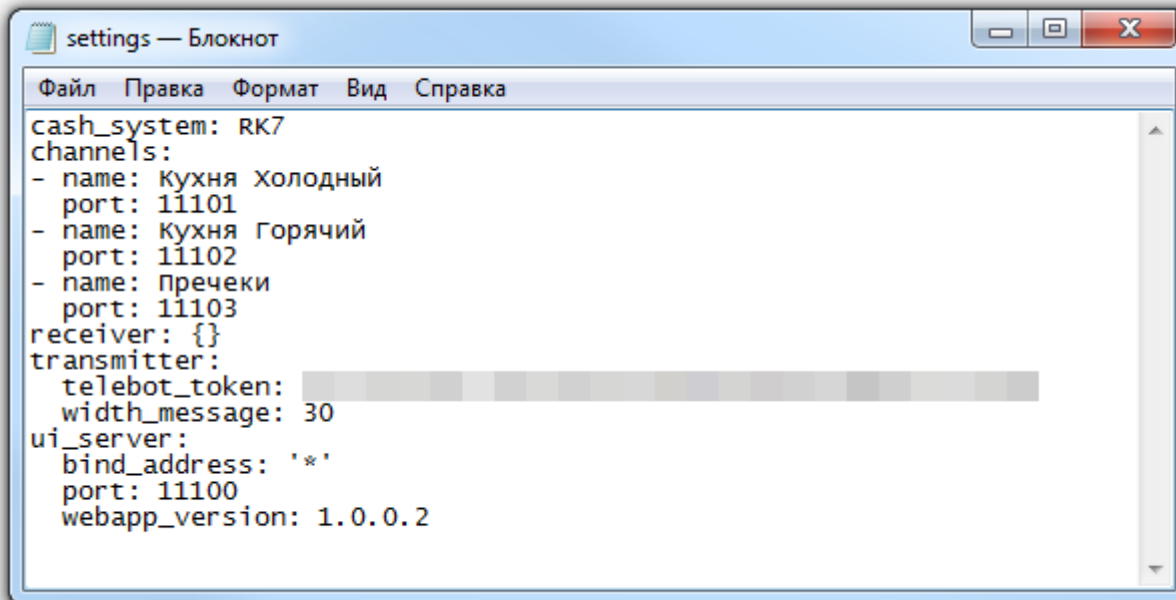 settings — Блокнот
Файл Правка Формат Вид Справка
cash_system: RK7
channels:
- name: Кухня Холодный
  port: 11101
- name: Кухня Горячий
  port: 11102
- name: Пречеки
  port: 11103
receiver: {}
transmitter:
  telebot_token:
  width_message: 30
ui_server:
  bind_address: '*'
  port: 11100
  webapp_version: 1.0.0.2